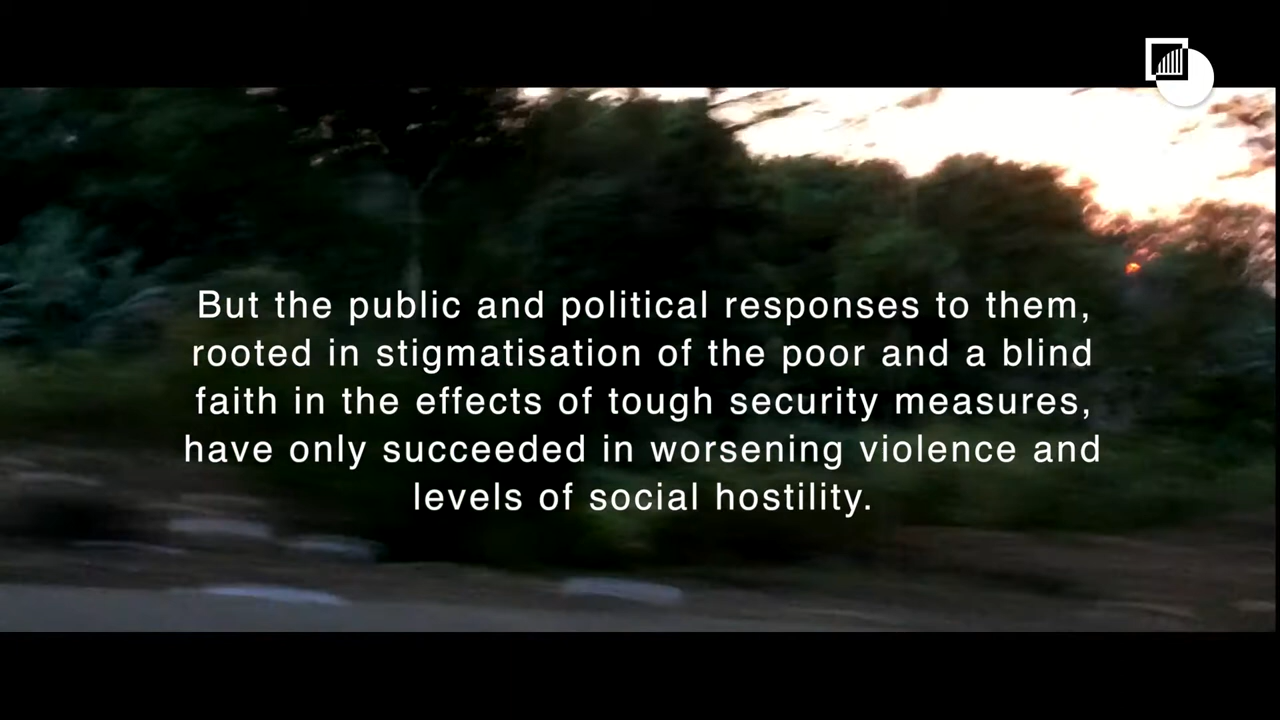 But the public and political responses to them,
rooted in stigmatisation of the poor and a blind
faith in the effects of tough security measures,
have only succeeded in worsening violence and
levels of social hostility.